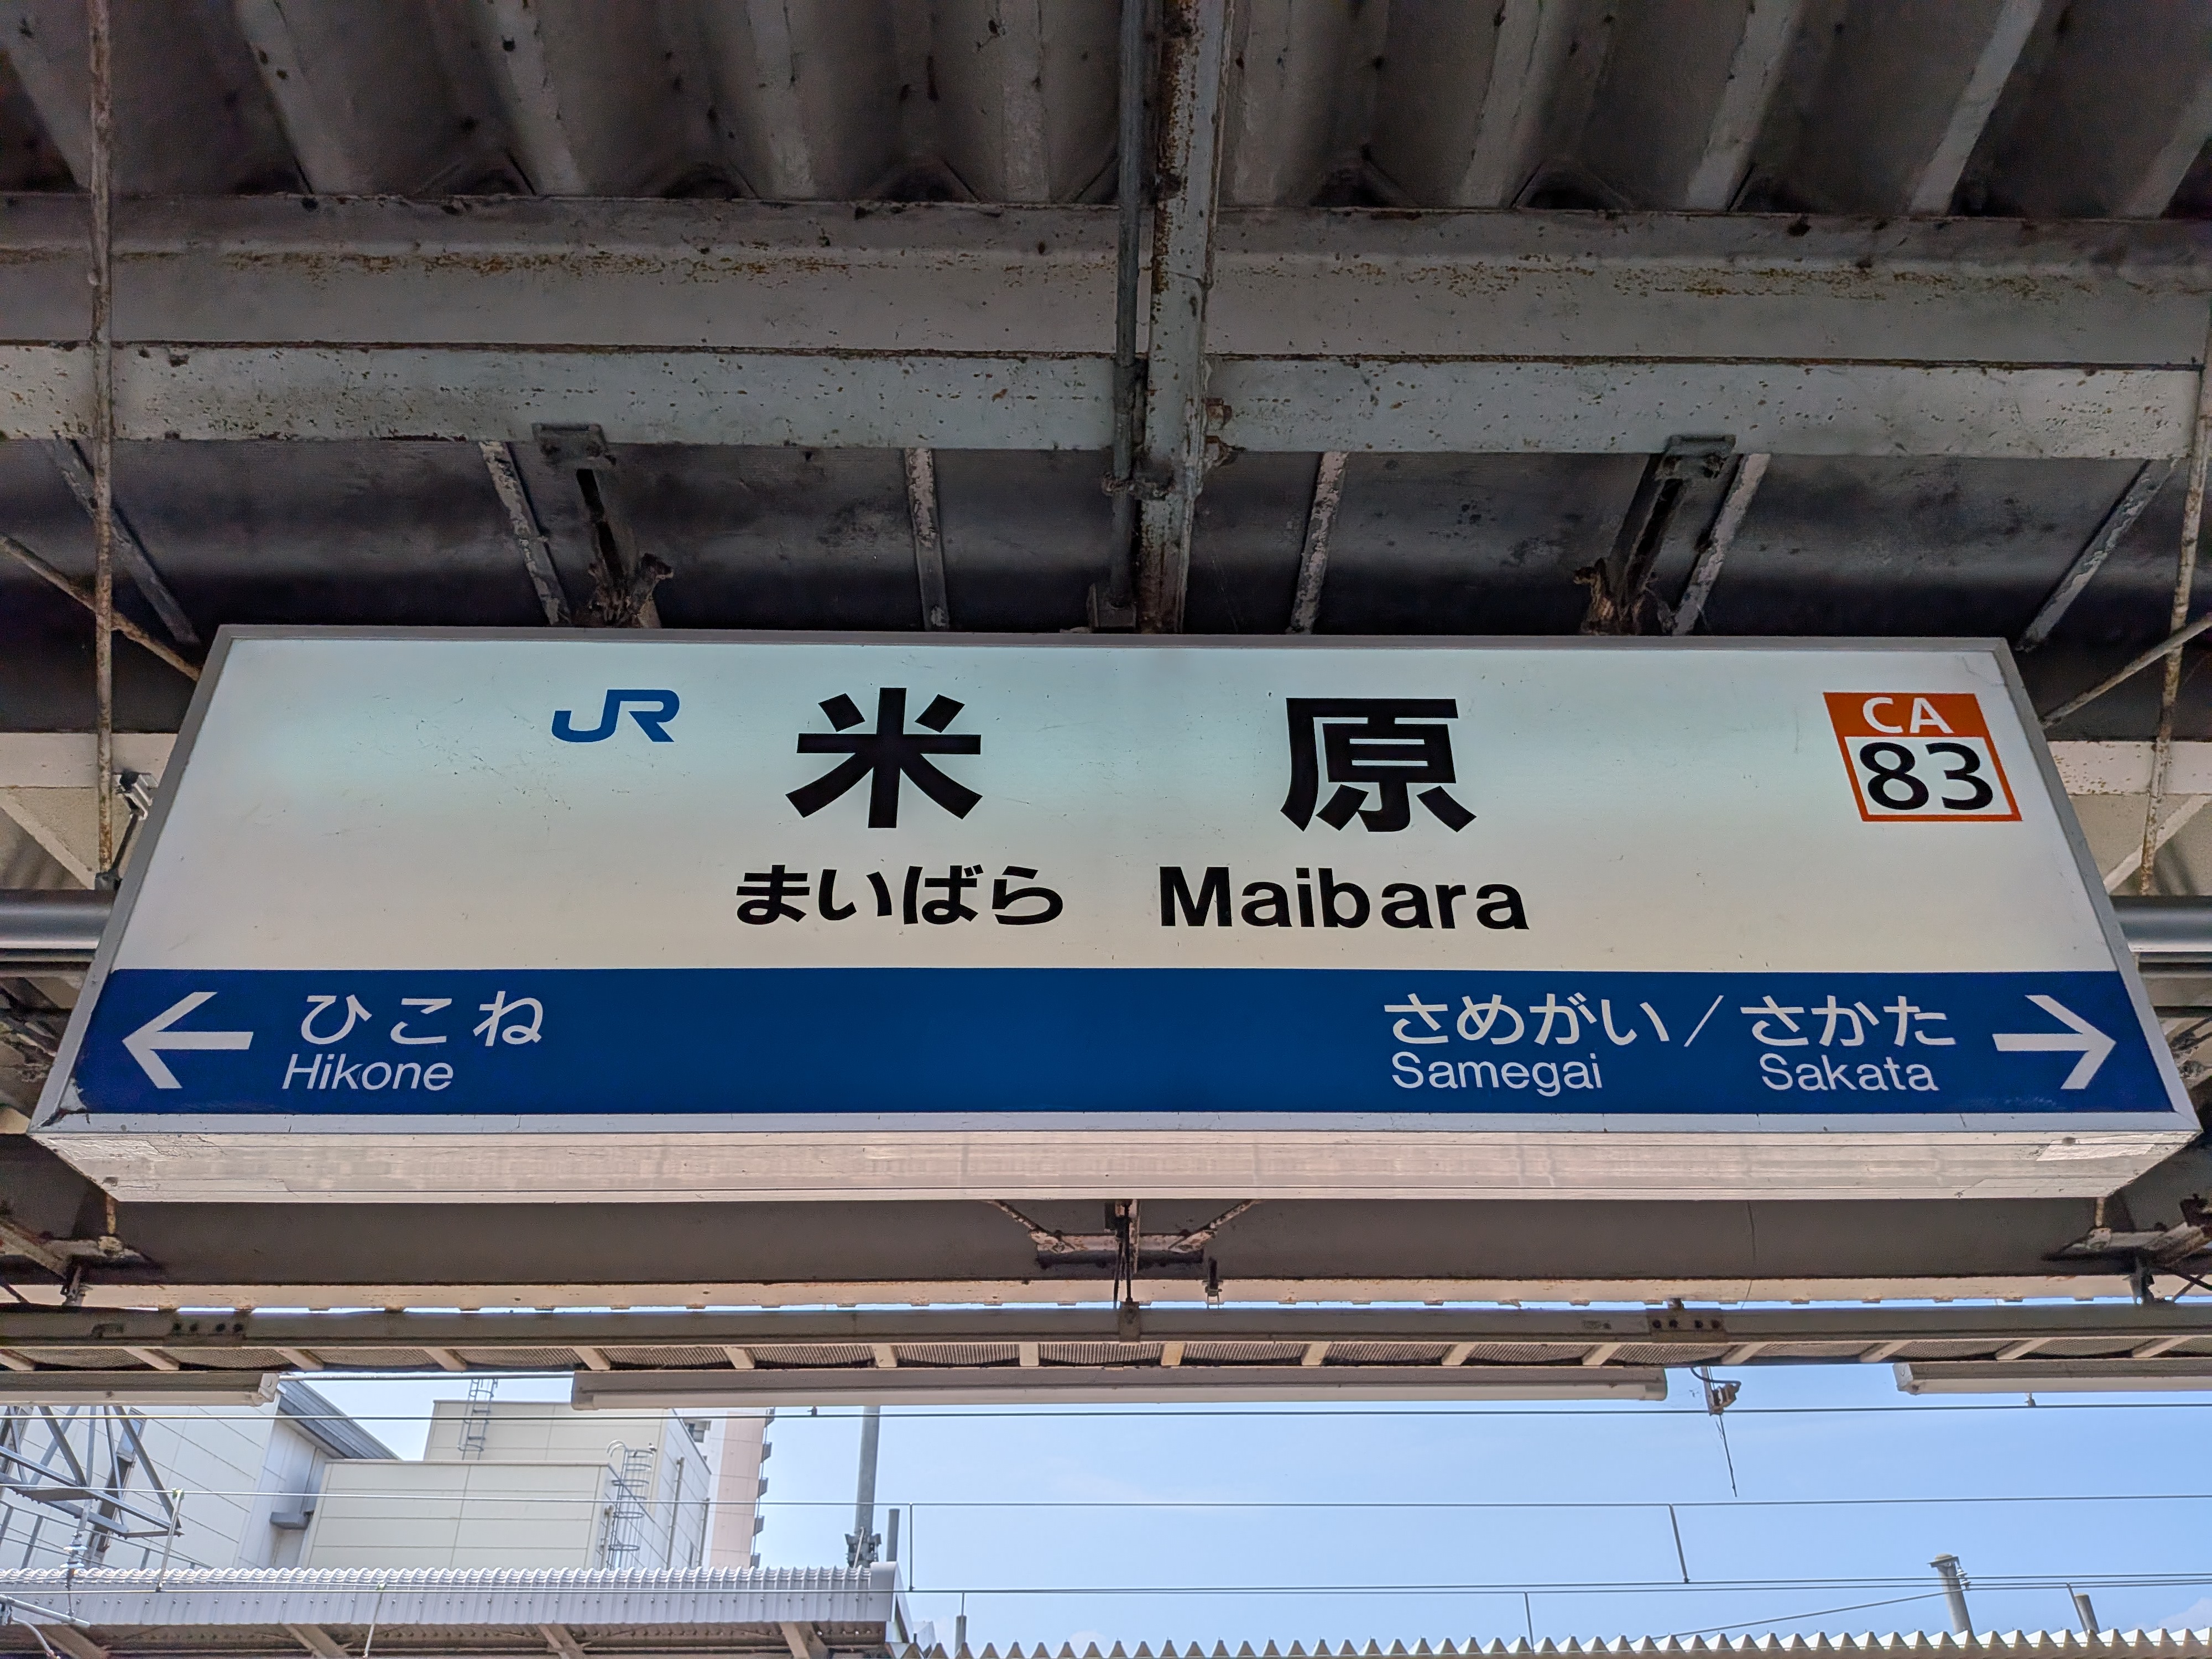 JR 米原 CA
83
まいばら Maibara
← ひこね さめがい／さかた →
Hikone Samegai Sakata